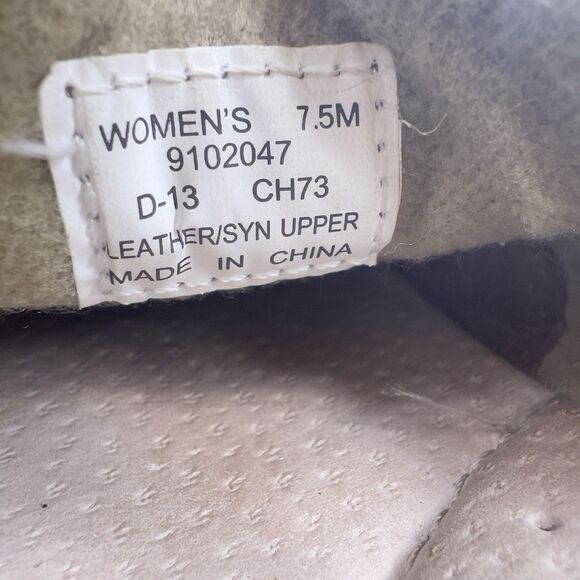 WOMEN'S 7.5M
9102047
D-13 CH73
LEATHER/SYN UPPER
MADE IN CHINA